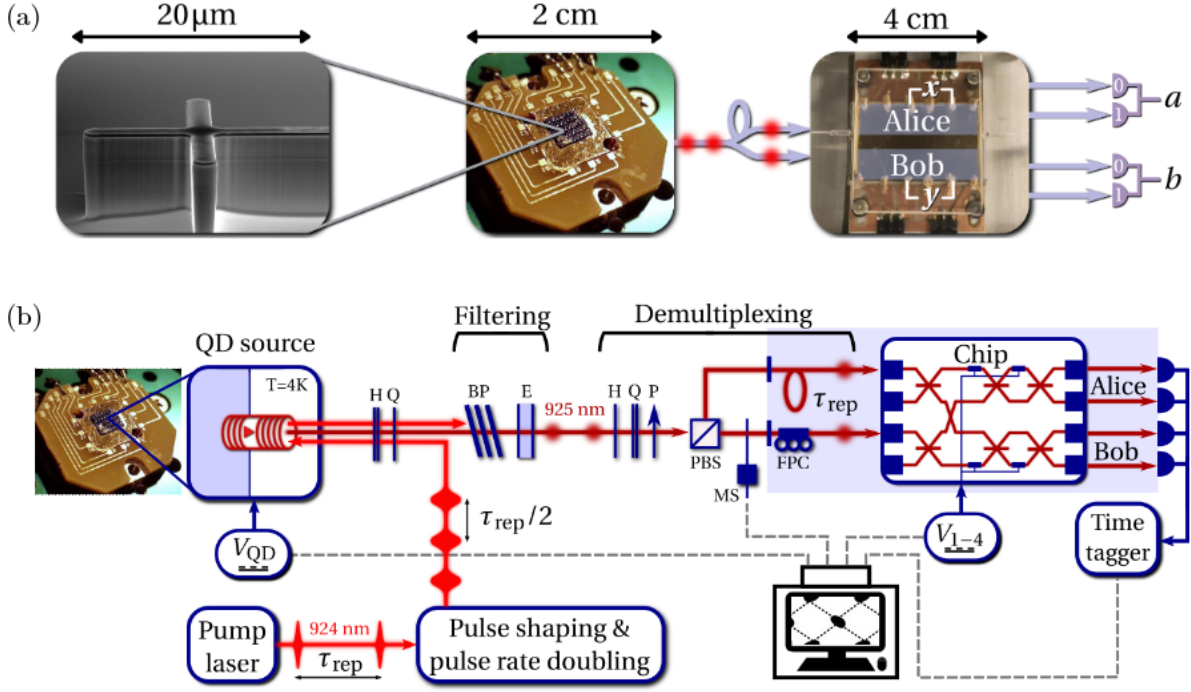 (a)
20μm
2 cm
4 cm
x
Alice
Bob
y
0
1
a
0
1
b
(b)
QD source
T=4K
H Q
Filtering
BP
E
925 nm
Demultiplexing
H Q P
PBS
MS
τrep
FPC
Chip
Alice
Bob
τrep/2
VQD
V1–4
Time
tagger
Pump
laser
924 nm
τrep
Pulse shaping &
pulse rate doubling